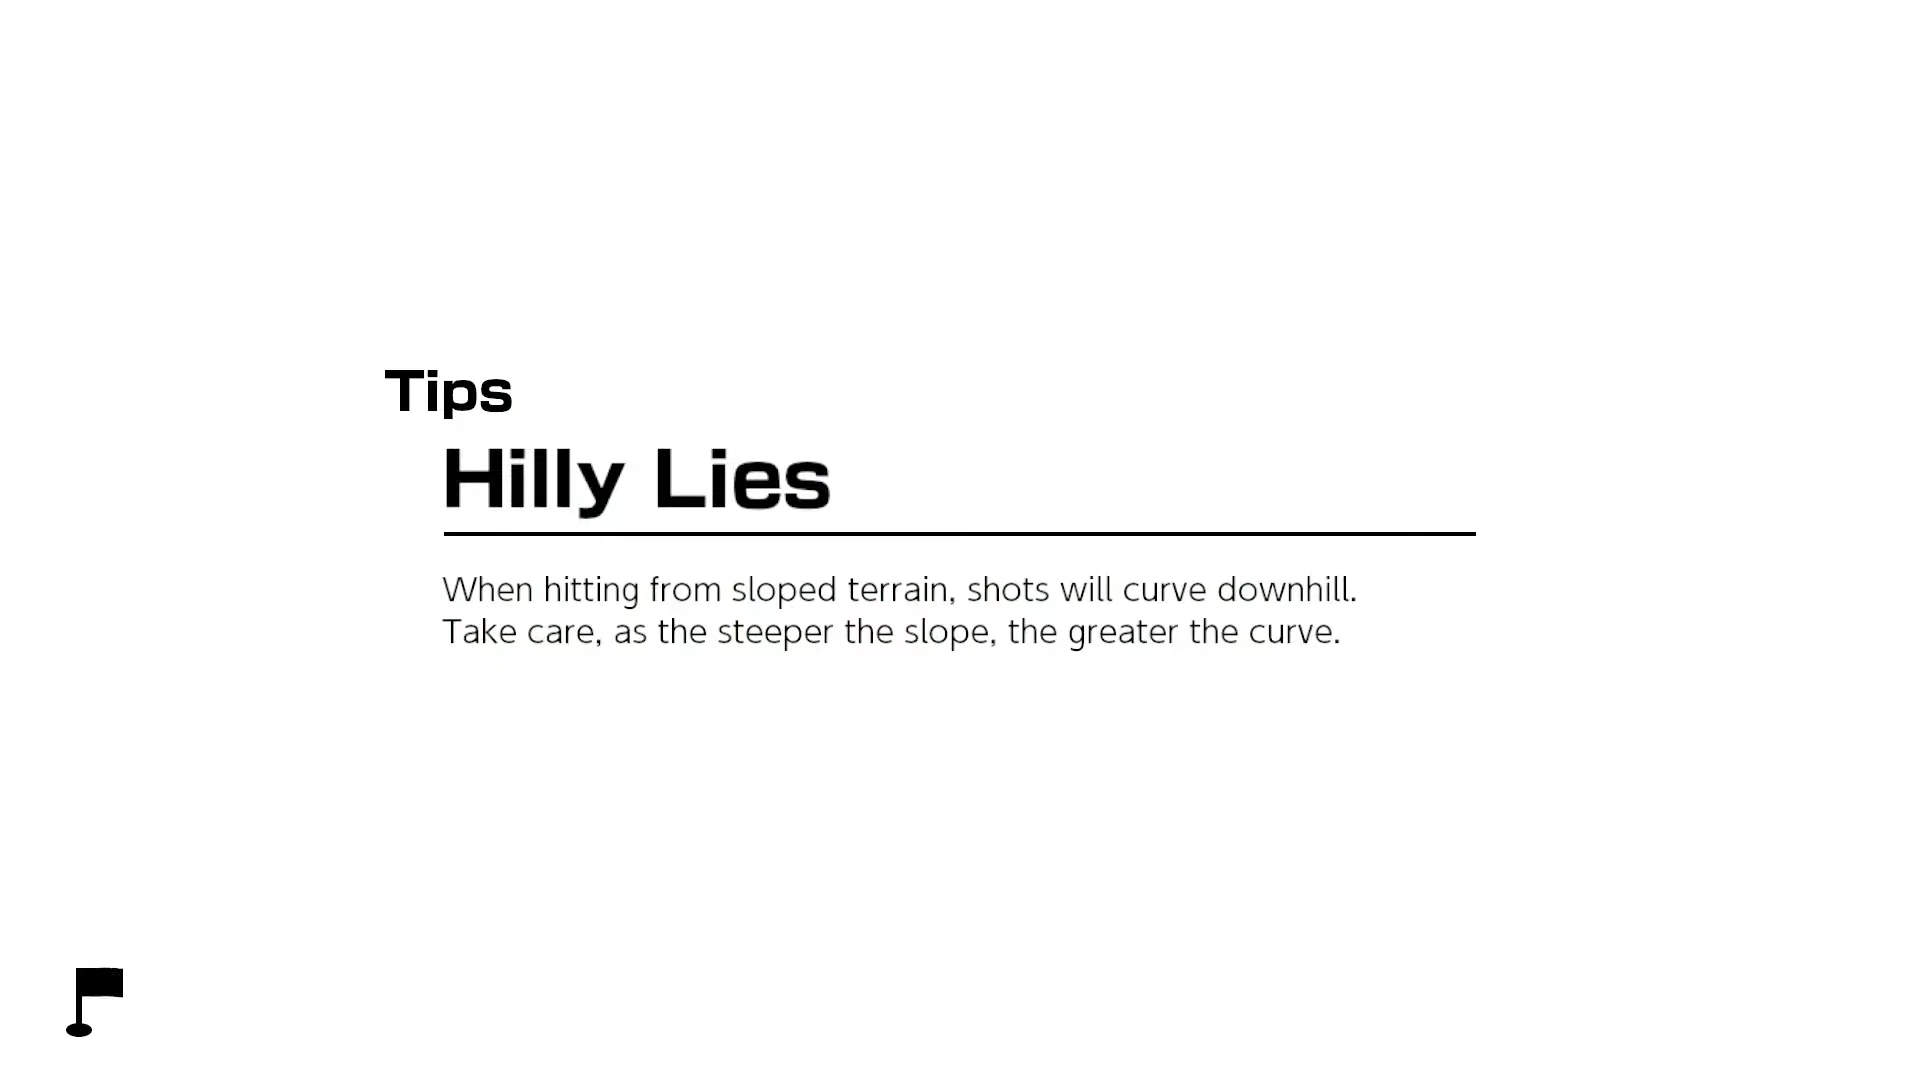 Tips
Hilly Lies
When hitting from sloped terrain, shots will curve downhill.
Take care, as the steeper the slope, the greater the curve.